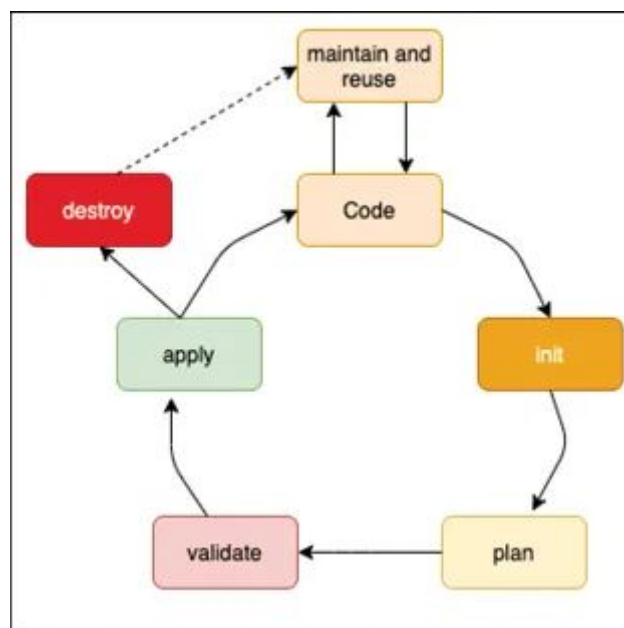 maintain and
reuse
destroy
Code
apply
init
validate
plan